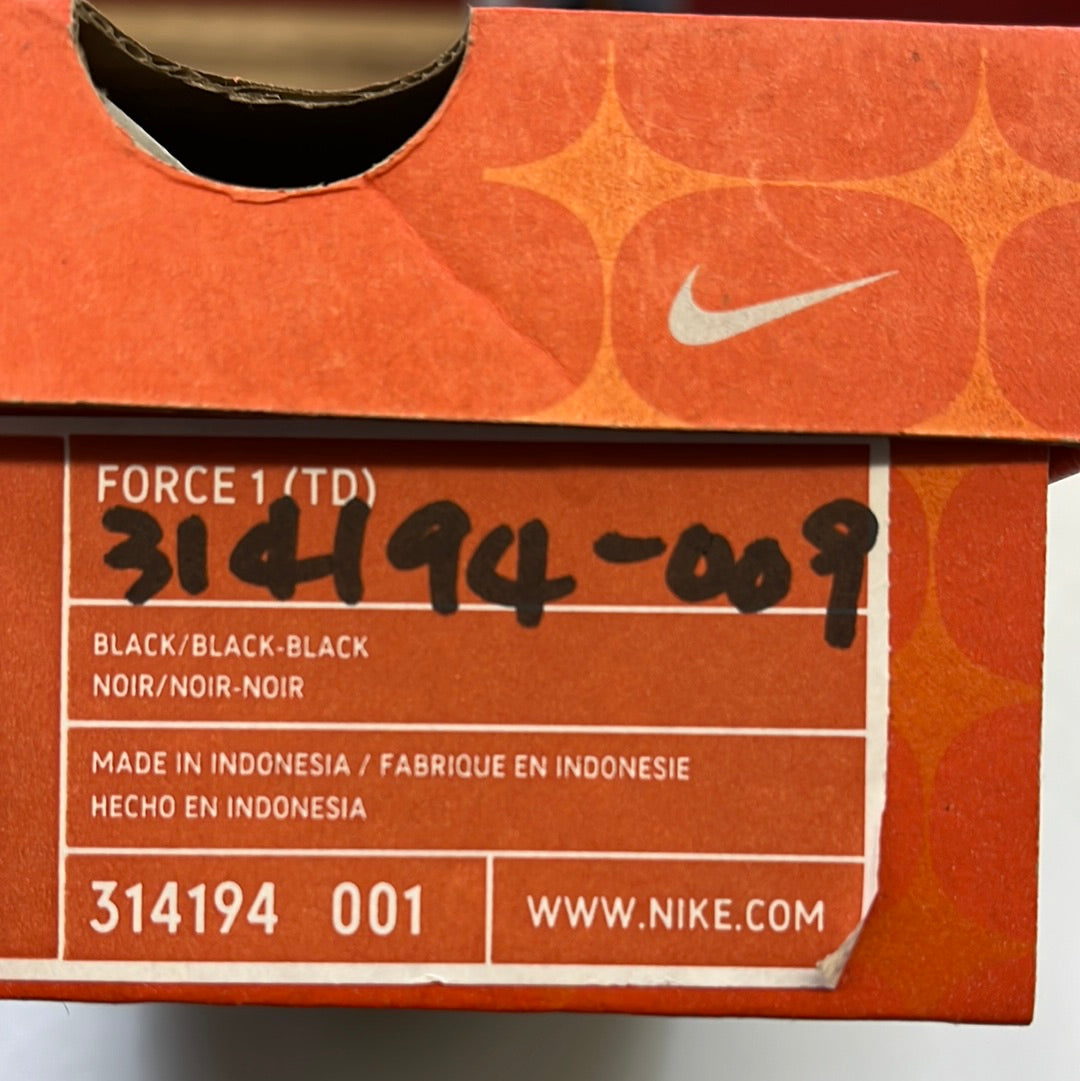 FORCE 1 (TD)
314194-009
BLACK/BLACK-BLACK
NOIR/NOIR-NOIR
MADE IN INDONESIA / FABRIQUE EN INDONESIE
HECHO EN INDONESIA
314194 001
WWW.NIKE.COM